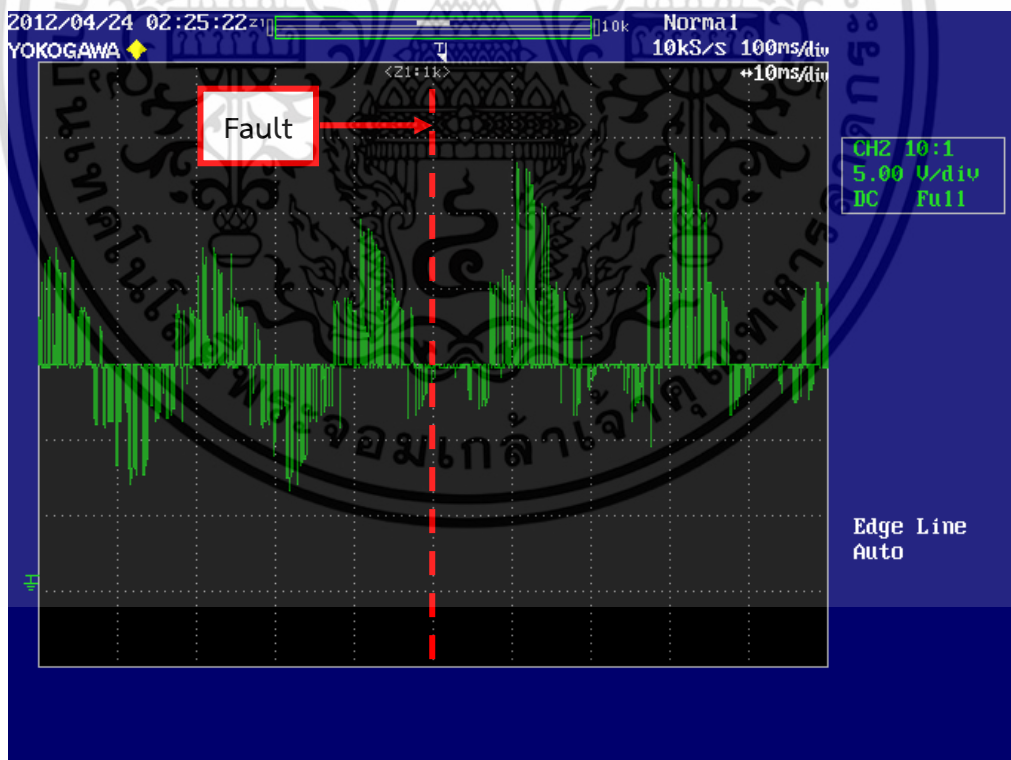 2012/04/24 02:25:22 Z1 10k Normal
YOKOGAWA T 10kS/s 100ms/div
<Z1:1k> ↔10ms/div
Fault
CH2 10:1
5.00 V/div
DC Full
Edge Line
Auto